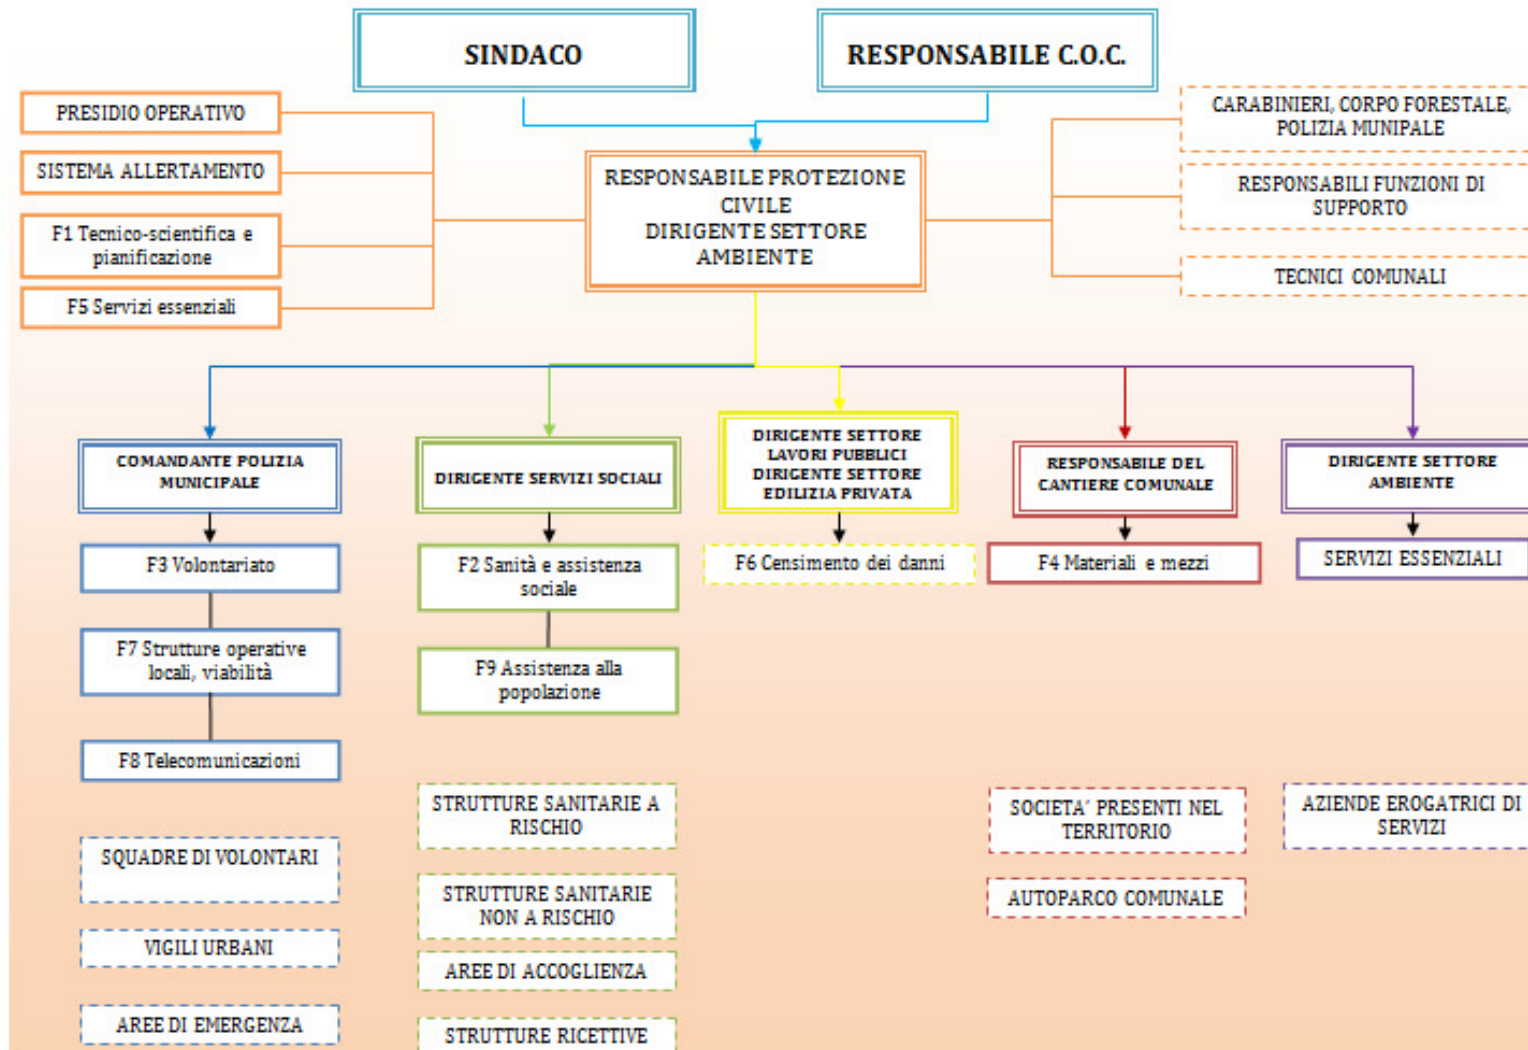 SINDACO
RESPONSABILE C.O.C.
PRESIDIO OPERATIVO
SISTEMA ALLERTAMENTO
F1 Tecnico-scientifica e
pianificazione
F5 Servizi essenziali
RESPONSABILE PROTEZIONE
CIVILE
DIRIGENTE SETTORE
AMBIENTE
CARABINIERI, CORPO FORESTALE,
POLIZIA MUNIPALE
RESPONSABILI FUNZIONI DI
SUPPORTO
TECNICI COMUNALI
COMANDANTE POLIZIA
MUNICIPALE
F3 Volontariato
F7 Strutture operative
locali, viabilità
F8 Telecomunicazioni
SQUADRE DI VOLONTARI
VIGILI URBANI
AREE DI EMERGENZA
DIRIGENTE SERVIZI SOCIALI
F2 Sanità e assistenza
sociale
F9 Assistenza alla
popolazione
STRUTTURE SANITARIE A
RISCHIO
STRUTTURE SANITARIE
NON A RISCHIO
AREE DI ACCOGLIENZA
STRUTTURE RICETTIVE
DIRIGENTE SETTORE
LAVORI PUBBLICI
DIRIGENTE SETTORE
EDILIZIA PRIVATA
F6 Censimento dei danni
RESPONSABILE DEL
CANTIERE COMUNALE
F4 Materiali e mezzi
SOCIETA’ PRESENTI NEL
TERRITORIO
AUTOPARCO COMUNALE
DIRIGENTE SETTORE
AMBIENTE
SERVIZI ESSENZIALI
AZIENDE EROGATRICI DI
SERVIZI